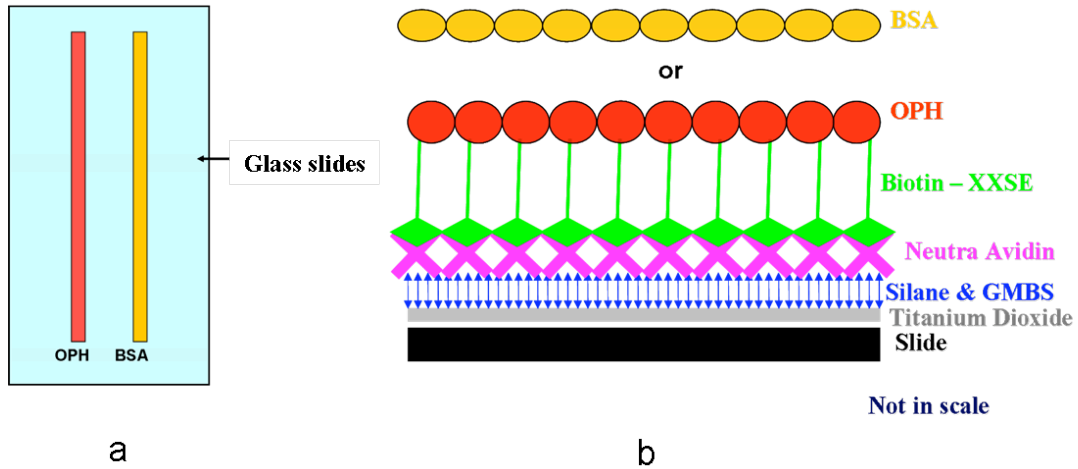 Glass slides
OPH BSA
a
BSA
or
OPH
Biotin – XXSE
Neutra Avidin
Silane & GMBS
Titanium Dioxide
Slide
Not in scale
b